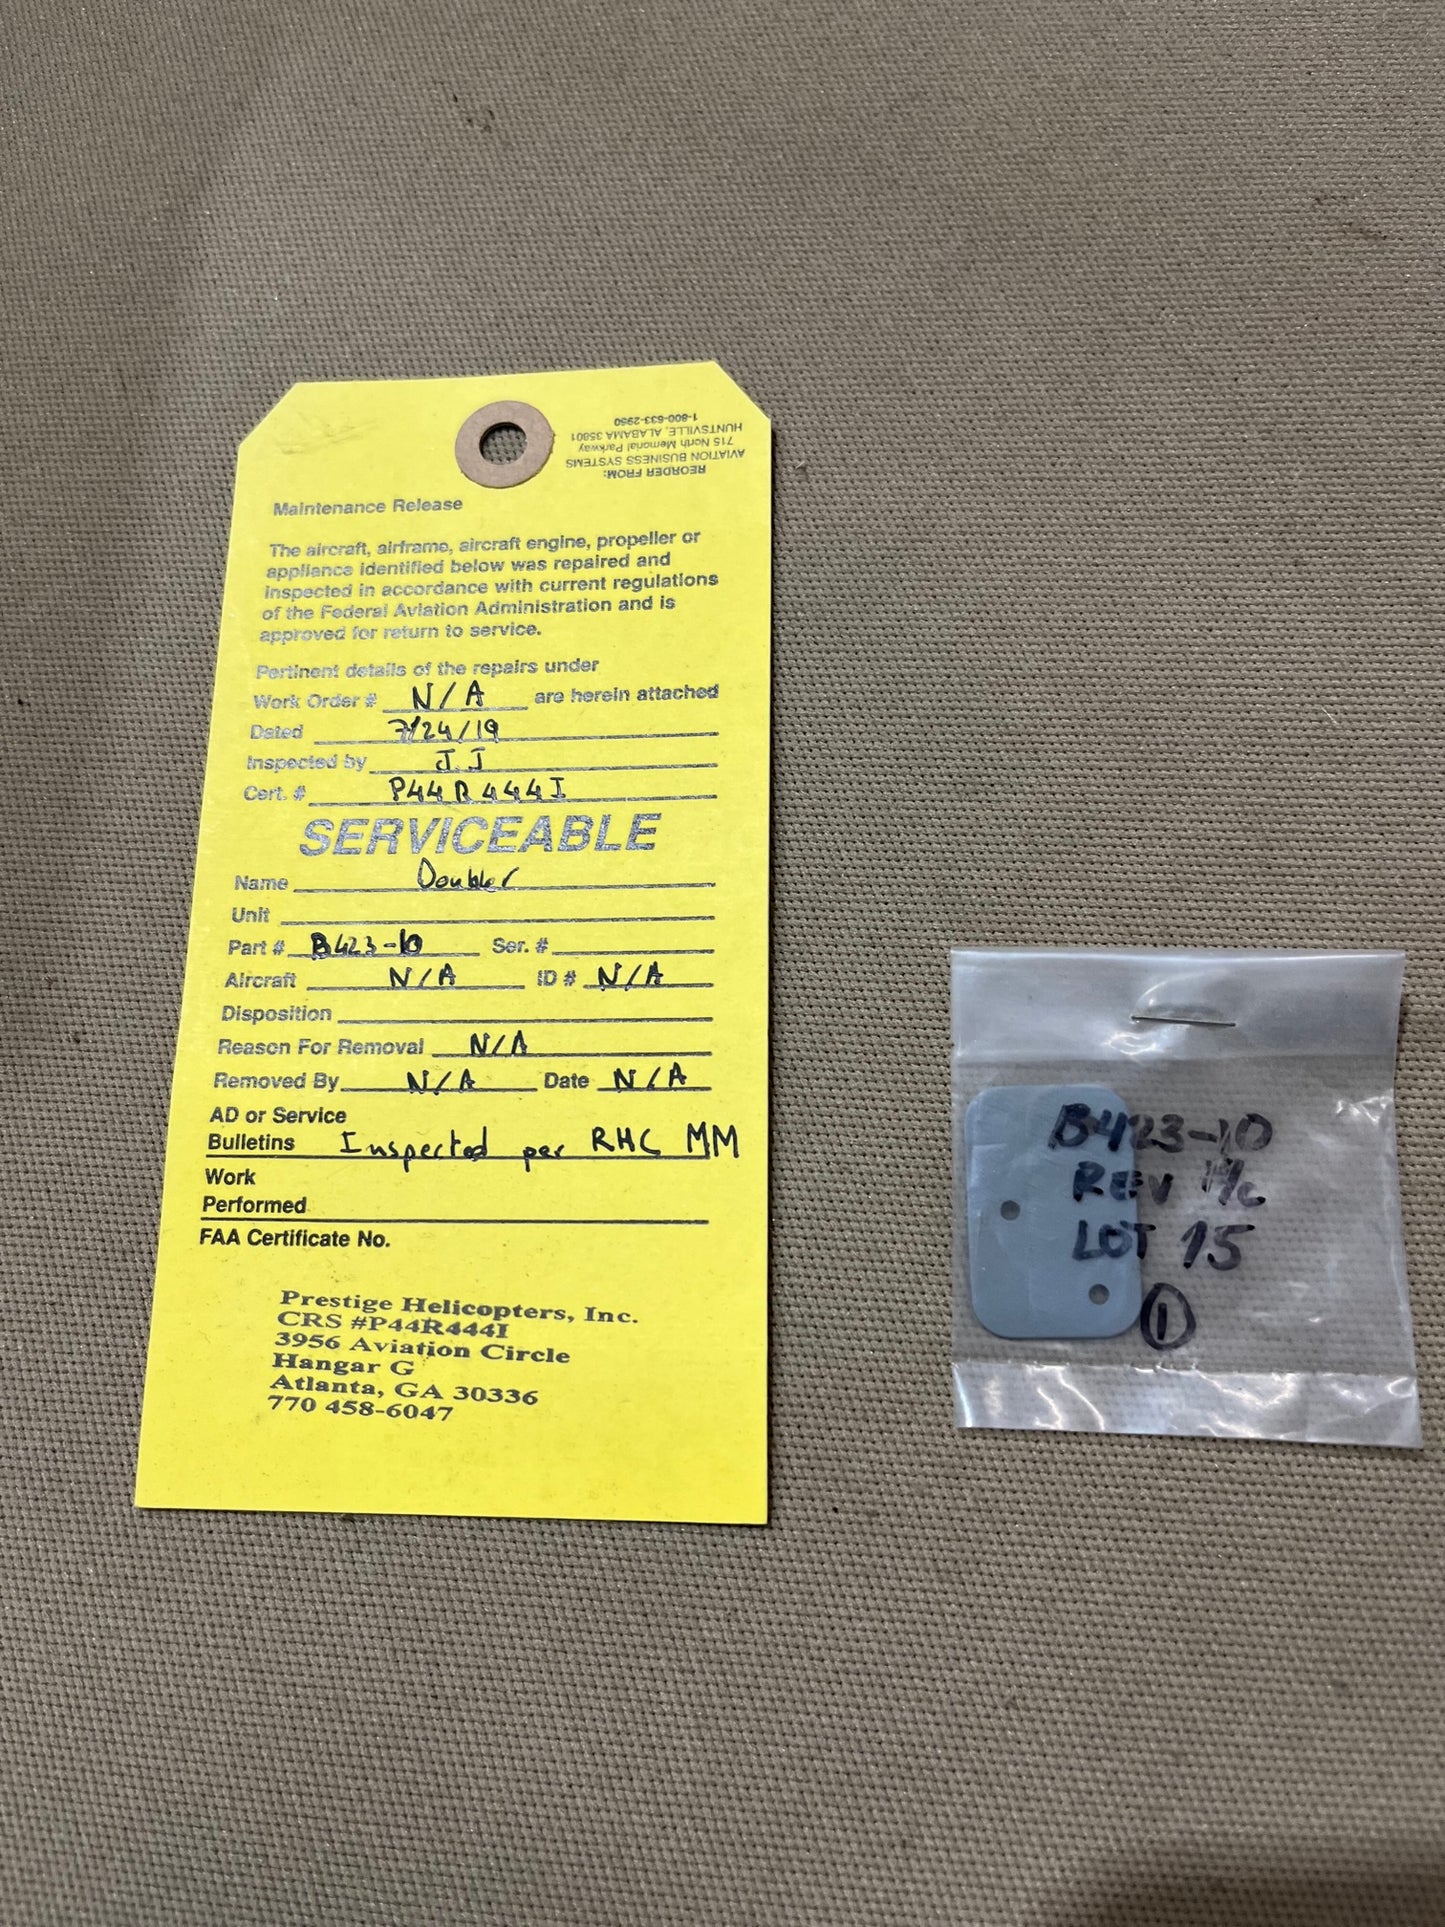 REORDER FROM:
AVIATION BUSINESS SYSTEMS
715 North Memorial Parkway
HUNTSVILLE, ALABAMA 35801
1-800-633-2950
Maintenance Release
The aircraft, airframe, aircraft engine, propeller or
appliance identified below was repaired and
inspected in accordance with current regulations
of the Federal Aviation Administration and is
approved for return to service.
Pertinent details of the repairs under
Work Order # N/A are herein attached
Dated 7/24/19
Inspected by J.J
Cert. # P44R444I
SERVICEABLE
Name Doubler
Unit
Part # B423-10 Ser. #
Aircraft N/A ID # N/A
Disposition
Reason For Removal N/A
Removed By N/A Date N/A
AD or Service
Bulletins Inspected per RHC MM
Work
Performed
FAA Certificate No.
Prestige Helicopters, Inc.
CRS #P44R444I
3956 Aviation Circle
Hangar G
Atlanta, GA 30336
770 458-6047
B423-10
REV N/C
LOT 15
1